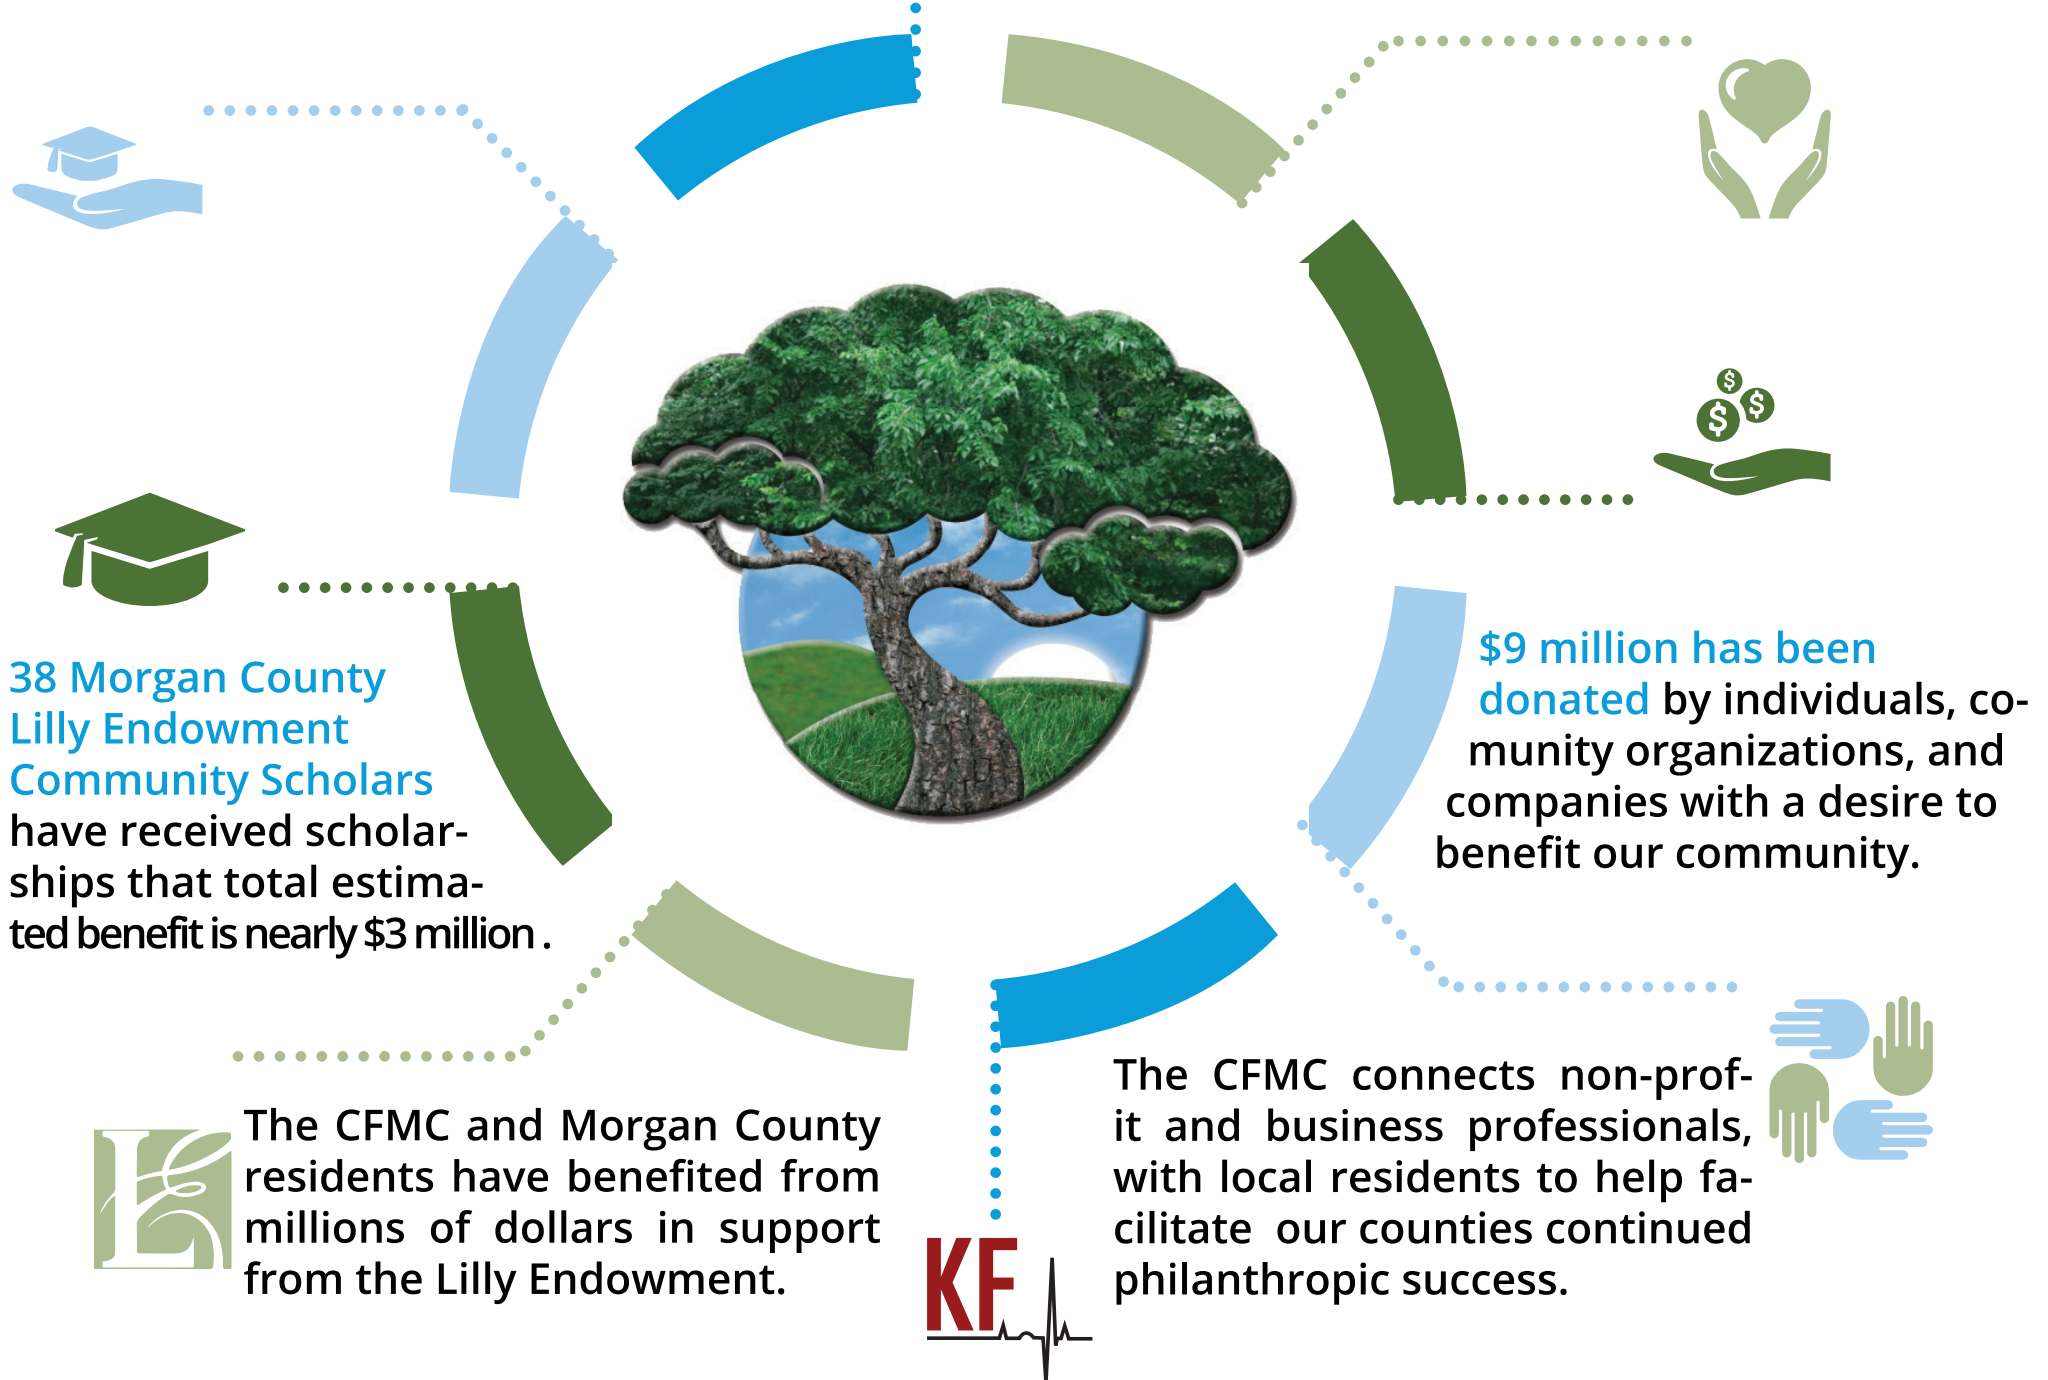 $ $
$
38 Morgan County
Lilly Endowment
Community Scholars
have received scholar-
ships that total estima-
ted benefit is nearly $3 million .
$9 million has been
donated by individuals, co-
munity organizations, and
companies with a desire to
benefit our community.
L
The CFMC and Morgan County
residents have benefited from
millions of dollars in support
from the Lilly Endowment.
KF
The CFMC connects non-prof-
it and business professionals,
with local residents to help fa-
cilitate our counties continued
philanthropic success.